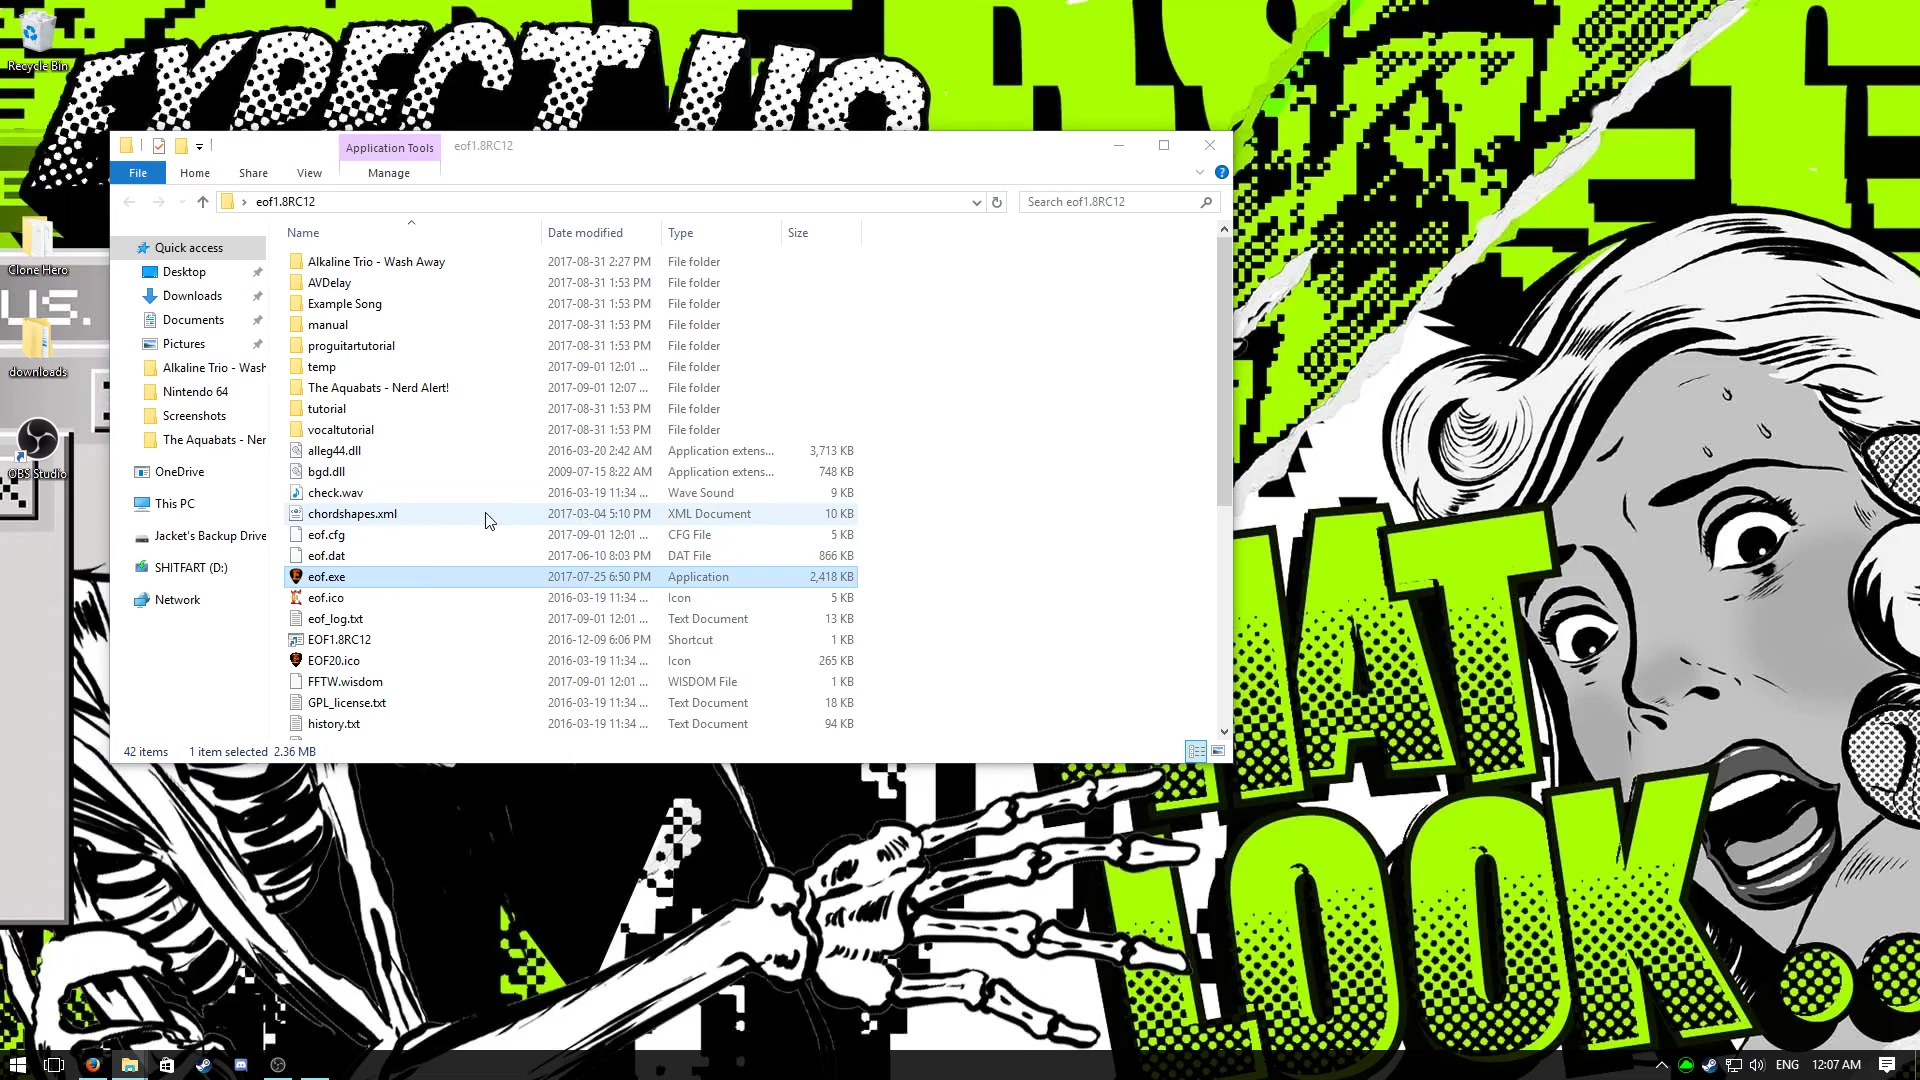 Recycle Bin
EXPECT US
Clone Hero
US.
downloads
OBS Studio
Application Tools
eof1.8RC12
File
Home
Share
View
Manage
eof1.8RC12
Search eof1.8RC12
Quick access
Desktop
Downloads
Documents
Pictures
Alkaline Trio - Wash
Nintendo 64
Screenshots
The Aquabats - Ner
OneDrive
This PC
Jacket's Backup Drive
SHITFART (D:)
Network
Name Date modified Type Size
Alkaline Trio - Wash Away 2017-08-31 2:27 PM File folder
AVDelay 2017-08-31 1:53 PM File folder
Example Song 2017-08-31 1:53 PM File folder
manual 2017-08-31 1:53 PM File folder
proguitartutorial 2017-08-31 1:53 PM File folder
temp 2017-09-01 12:01 ... File folder
The Aquabats - Nerd Alert! 2017-09-01 12:07 ... File folder
tutorial 2017-08-31 1:53 PM File folder
vocaltutorial 2017-08-31 1:53 PM File folder
alleg44.dll 2016-03-20 2:42 AM Application extens... 3,713 KB
bgd.dll 2009-07-15 8:22 AM Application extens... 748 KB
check.wav 2016-03-19 11:34 ... Wave Sound 9 KB
chordshapes.xml 2017-03-04 5:10 PM XML Document 10 KB
eof.cfg 2017-09-01 12:01 ... CFG File 5 KB
eof.dat 2017-06-10 8:03 PM DAT File 866 KB
eof.exe 2017-07-25 6:50 PM Application 2,418 KB
eof.ico 2016-03-19 11:34 ... Icon 5 KB
eof_log.txt 2017-09-01 12:01 ... Text Document 13 KB
EOF1.8RC12 2016-12-09 6:06 PM Shortcut 1 KB
EOF20.ico 2016-03-19 11:34 ... Icon 265 KB
FFTW.wisdom 2017-09-01 12:01 ... WISDOM File 1 KB
GPL_license.txt 2016-03-19 11:34 ... Text Document 18 KB
history.txt 2016-03-19 11:34 ... Text Document 94 KB
42 items 1 item selected 2.36 MB
LOOK..
ENG 12:07 AM